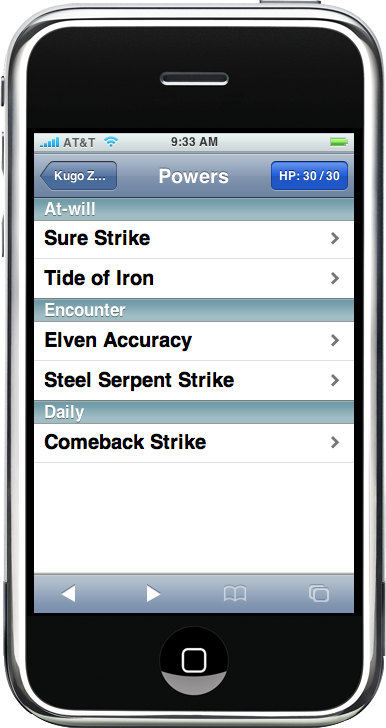 AT&T 9:33 AM
Kugo Z... Powers HP: 30 / 30
At-will
Sure Strike
Tide of Iron
Encounter
Elven Accuracy
Steel Serpent Strike
Daily
Comeback Strike